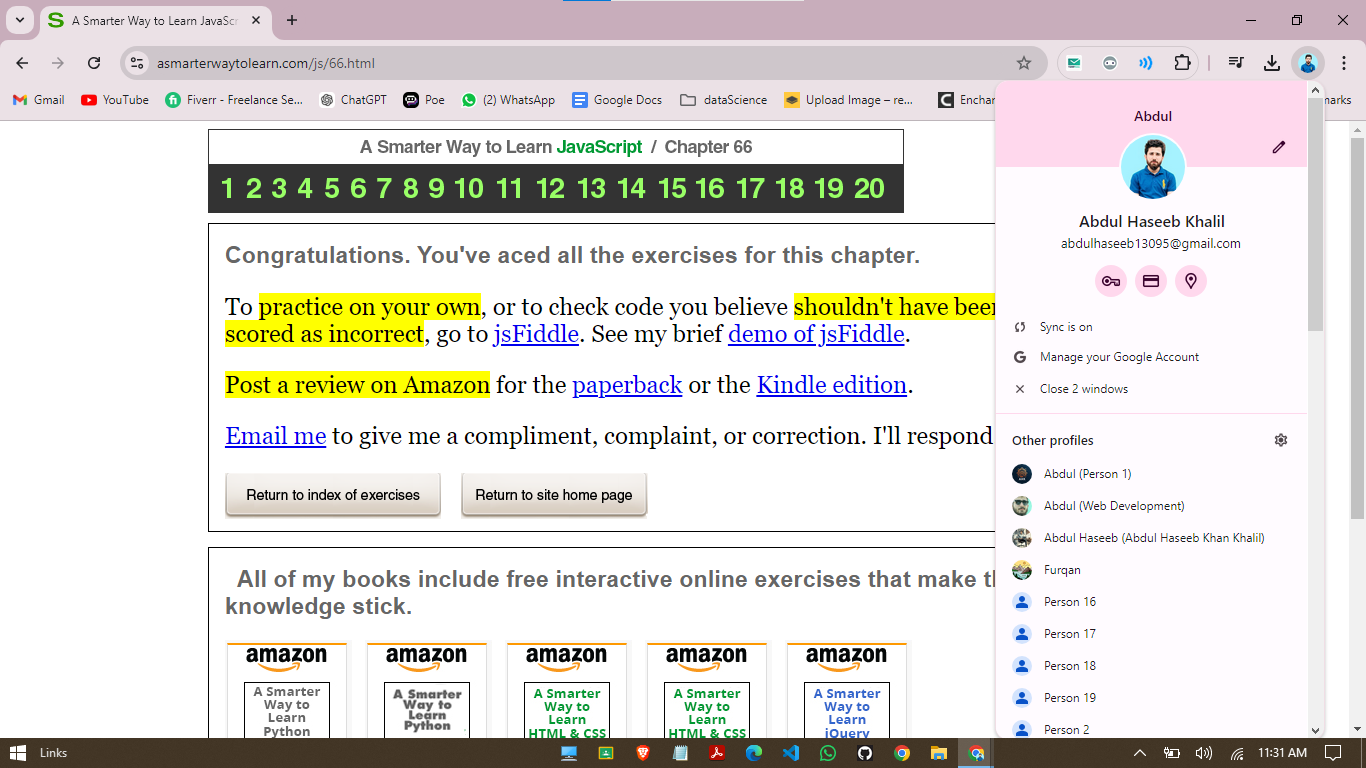 A Smarter Way to Learn JavaScr
asmarterwaytolearn.com/js/66.html
Gmail
YouTube
Fiverr - Freelance Se...
ChatGPT
Poe
(2) WhatsApp
Google Docs
dataScience
Upload Image – re...
Enchan
marks
A Smarter Way to Learn JavaScript / Chapter 66
1 2 3 4 5 6 7 8 9 10 11 12 13 14 15 16 17 18 19 20
Congratulations. You've aced all the exercises for this chapter.
To practice on your own, or to check code you believe shouldn't have been
scored as incorrect, go to jsFiddle. See my brief demo of jsFiddle.
Post a review on Amazon for the paperback or the Kindle edition.
Email me to give me a compliment, complaint, or correction. I'll respond
Return to index of exercises
Return to site home page
All of my books include free interactive online exercises that make th
knowledge stick.
amazon
A Smarter
Way to
Learn
Python
amazon
A Smarter
Way to
Learn
Python
amazon
A Smarter
Way to
Learn
HTML & CSS
amazon
A Smarter
Way to
Learn
HTML & CSS
amazon
A Smarter
Way to
Learn
jQuery
Abdul
Abdul Haseeb Khalil
abdulhaseeb13095@gmail.com
Sync is on
Manage your Google Account
Close 2 windows
Other profiles
Abdul (Person 1)
Abdul (Web Development)
Abdul Haseeb (Abdul Haseeb Khan Khalil)
Furqan
Person 16
Person 17
Person 18
Person 19
Person 2
Links
11:31 AM